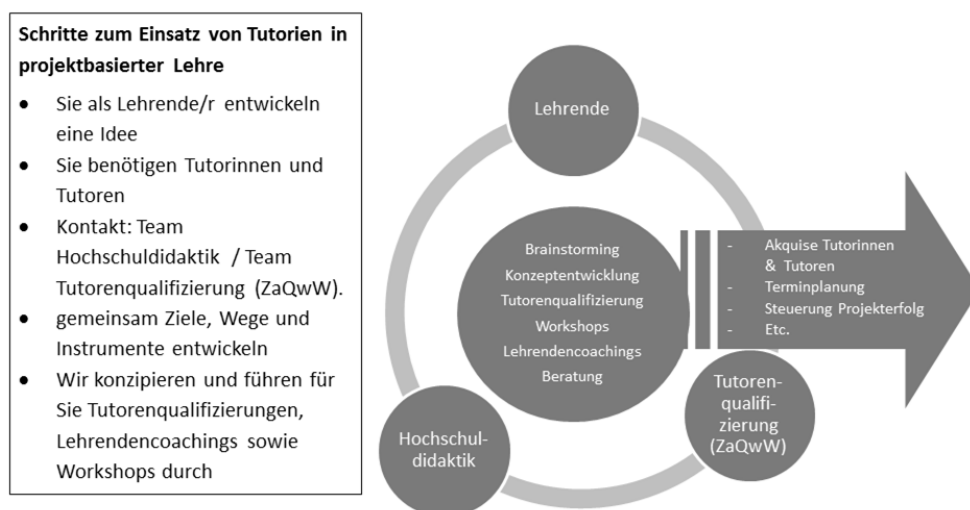 Schritte zum Einsatz von Tutorien in
projektbasierter Lehre
• Sie als Lehrende/r entwickeln
eine Idee
• Sie benötigen Tutorinnen und
Tutoren
• Kontakt: Team
Hochschuldidaktik / Team
Tutorenqualifizierung (ZaQwW).
• gemeinsam Ziele, Wege und
Instrumente entwickeln
• Wir konzipieren und führen für
Sie Tutorenqualifizierungen,
Lehrendencoachings sowie
Workshops durch
Lehrende
Brainstorming
Konzeptentwicklung
Tutorenqualifizierung
Workshops
Lehrendencoachings
Beratung
- Akquise Tutorinnen
& Tutoren
- Terminplanung
- Steuerung Projekterfolg
- Etc.
Hochschul-
didaktik
Tutoren-
qualifi-
zierung
(ZaQwW)